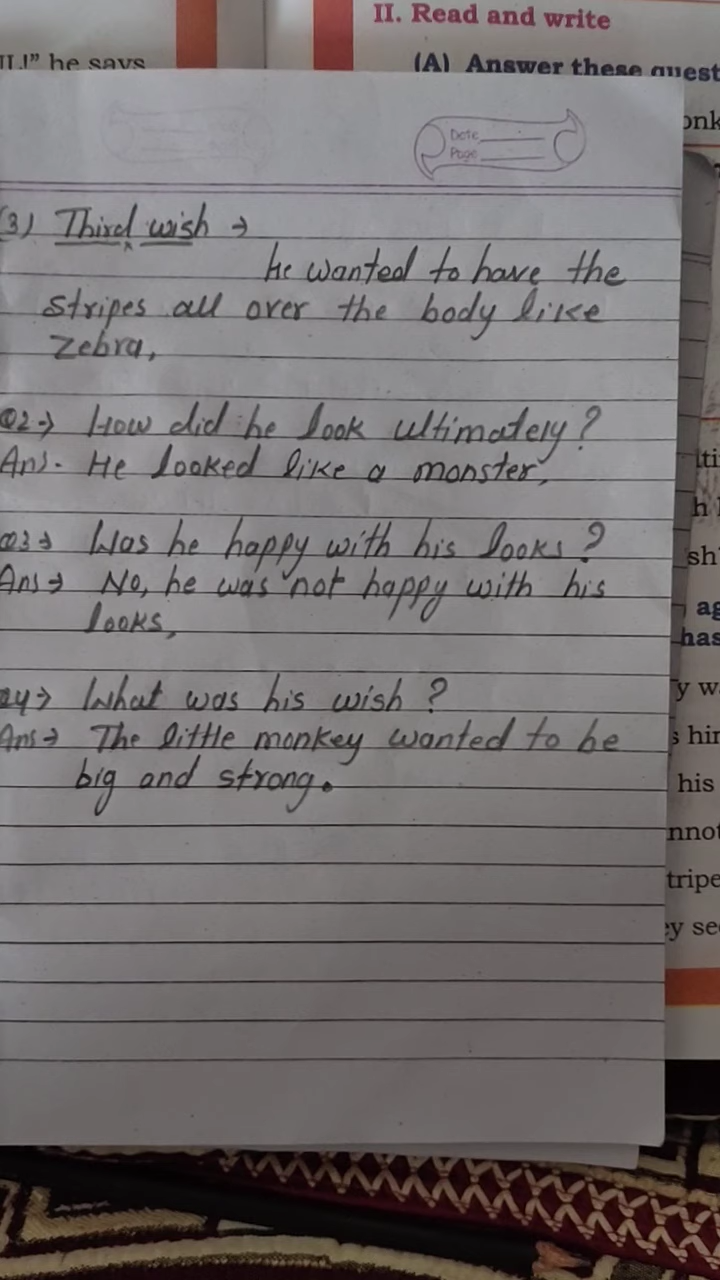 II. Read and write
he says
(A) Answer these
Date
Page
(3) Third wish →
he wanted to have the
stripes all over the body like
zebra,
Q2→ How did he look ultimately?
Ans. He looked like a monster,
Q3→ Was he happy with his looks?
Ans→ No, he was not happy with his
looks,
Q4→ What was his wish?
Ans→ The little monkey wanted to be
big and strong.
his